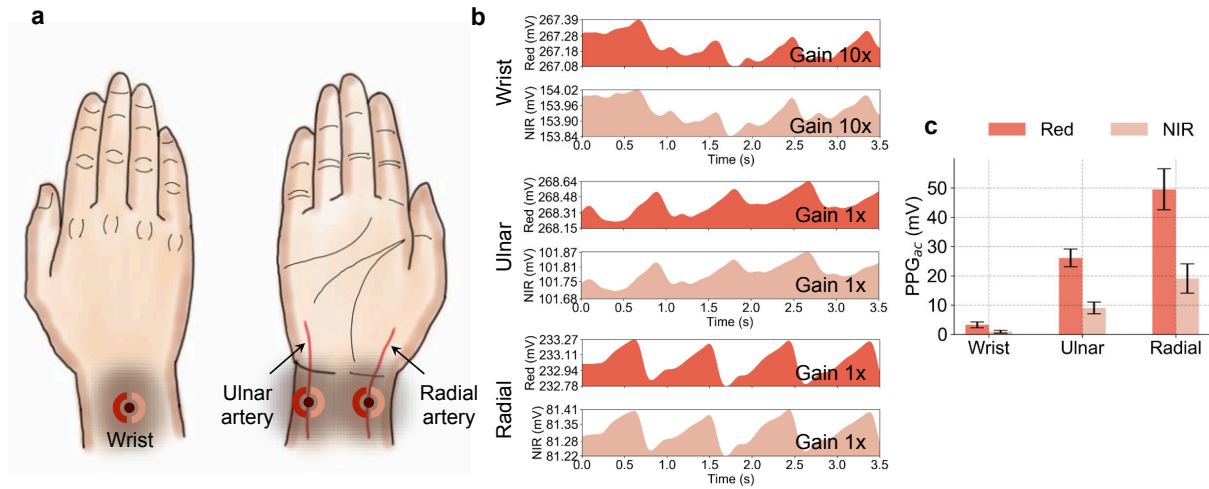 a
Ulnar
artery
Radial
artery
Wrist
b
Wrist
Red (mV)
267.39
267.28
267.18
267.08
Gain 10x
NIR (mV)
154.02
153.96
153.90
153.84
Gain 10x
0.0 0.5 1.0 1.5 2.0 2.5 3.0 3.5
Time (s)
Ulnar
Red (mV)
268.64
268.48
268.31
268.15
Gain 1x
NIR (mV)
101.87
101.81
101.75
101.68
Gain 1x
0.0 0.5 1.0 1.5 2.0 2.5 3.0 3.5
Time (s)
Radial
Red (mV)
233.27
233.11
232.94
232.78
Gain 1x
NIR (mV)
81.41
81.35
81.28
81.22
Gain 1x
0.0 0.5 1.0 1.5 2.0 2.5 3.0 3.5
Time (s)
c
Red NIR
PPGac (mV)
50
40
30
20
10
0
Wrist Ulnar Radial